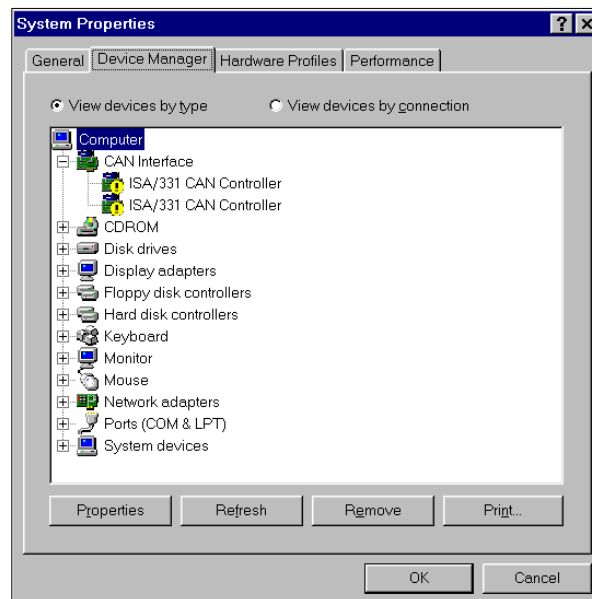 System Properties
General Device Manager Hardware Profiles Performance
View devices by type View devices by connection
Computer
CAN Interface
ISA/331 CAN Controller
ISA/331 CAN Controller
CDROM
Disk drives
Display adapters
Floppy disk controllers
Hard disk controllers
Keyboard
Monitor
Mouse
Network adapters
Ports (COM & LPT)
System devices
Properties Refresh Remove Print...
OK Cancel